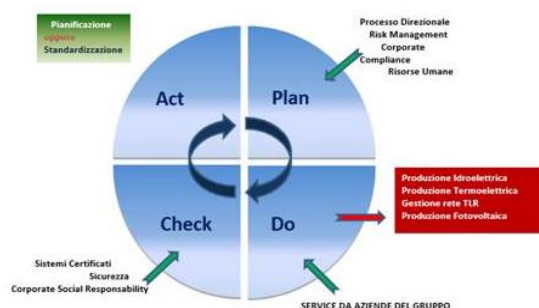 Pianificazione
oppure
Standardizzazione
Processo Direzionale
Risk Management
Corporate
Compliance
Risorse Umane
Act
Plan
Check
Do
Produzione Idroelettrica
Produzione Termoelettrica
Gestione rete TLR
Produzione Fotovoltaica
Sistemi Certificati
Sicurezza
Corporate Social Responsability
SERVICE DA AZIENDE DEL GRUPPO